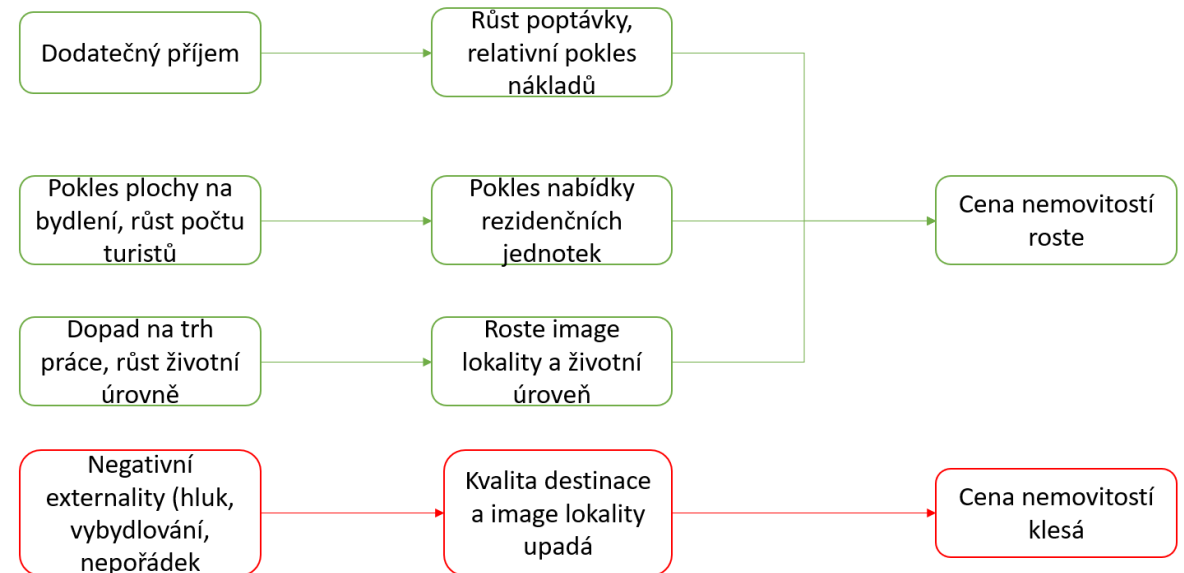 Dodatečný příjem
Růst poptávky,
relativní pokles
nákladů
Pokles plochy na
bydlení, růst počtu
turistů
Pokles nabídky
rezidenčních
jednotek
Cena nemovitostí
roste
Dopad na trh
práce, růst životní
úrovně
Roste image
lokality a životní
úroveň
Negativní
externality (hluk,
vybydlování,
nepořádek
Kvalita destinace
a image lokality
upadá
Cena nemovitostí
klesá